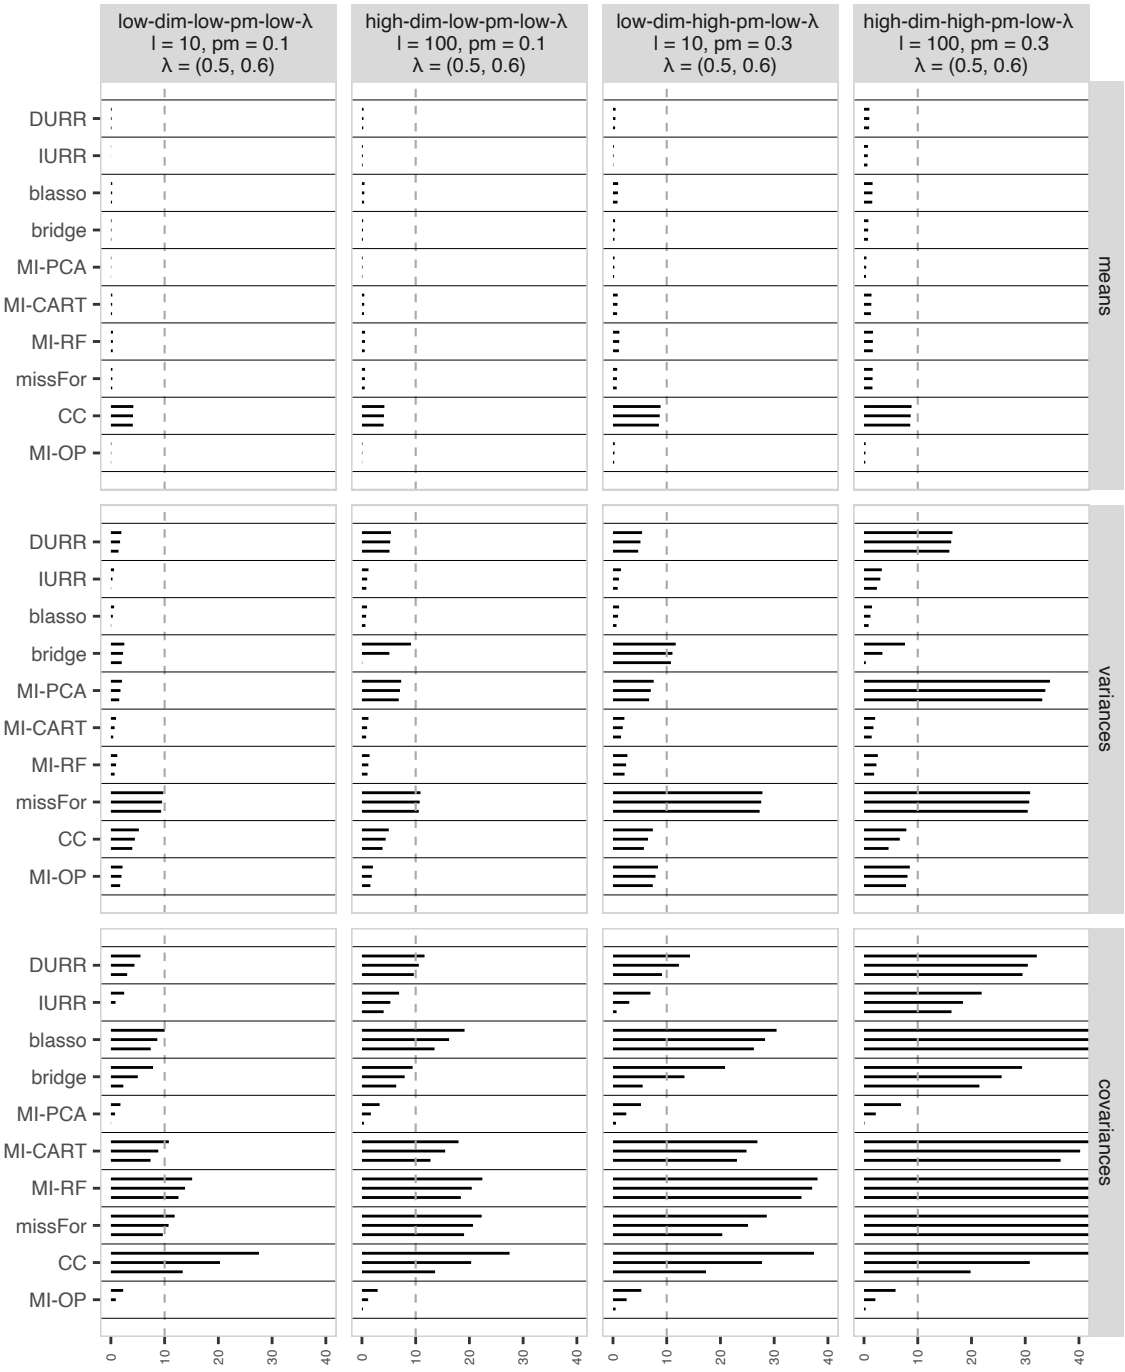 low-dim-low-pm-low-λ
l = 10, pm = 0.1
λ = (0.5, 0.6)
high-dim-low-pm-low-λ
l = 100, pm = 0.1
λ = (0.5, 0.6)
low-dim-high-pm-low-λ
l = 10, pm = 0.3
λ = (0.5, 0.6)
high-dim-high-pm-low-λ
l = 100, pm = 0.3
λ = (0.5, 0.6)
DURR
IURR
blasso
bridge
MI-PCA
MI-CART
MI-RF
missFor
CC
MI-OP
means
DURR
IURR
blasso
bridge
MI-PCA
MI-CART
MI-RF
missFor
CC
MI-OP
variances
DURR
IURR
blasso
bridge
MI-PCA
MI-CART
MI-RF
missFor
CC
MI-OP
covariances
0 10 20 30 40
0 10 20 30 40
0 10 20 30 40
0 10 20 30 40